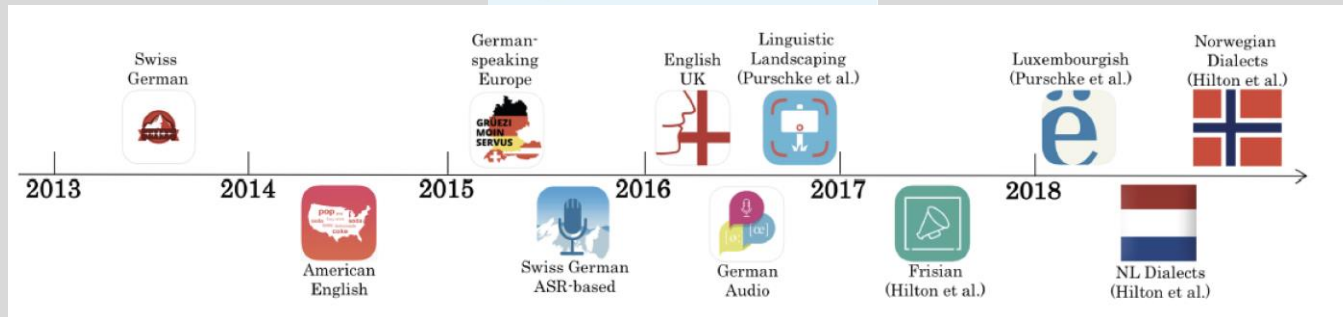 Swiss
German
German-
speaking
Europe
English
UK
Linguistic
Landscaping
(Purschke et al.)
Luxembourgish
(Purschke et al.)
Norwegian
Dialects
(Hilton et al.)
GRÜEZI
MOIN
SERVUS
ë
2013
2014
2015
2016
2017
2018
pop
coke
American
English
Swiss German
ASR-based
German
Audio
Frisian
(Hilton et al.)
NL Dialects
(Hilton et al.)